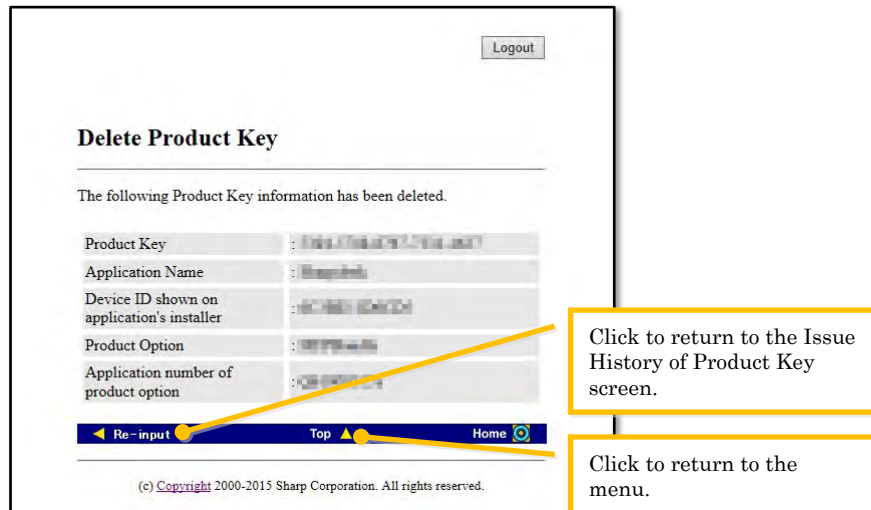 Logout
Delete Product Key
The following Product Key information has been deleted.
Product Key :
Application Name :
Device ID shown on
application's installer :
Product Option :
Application number of
product option :
Click to return to the Issue
History of Product Key
screen.
Re-input Top Home
Click to return to the
menu.
(c) Copyright 2000-2015 Sharp Corporation. All rights reserved.